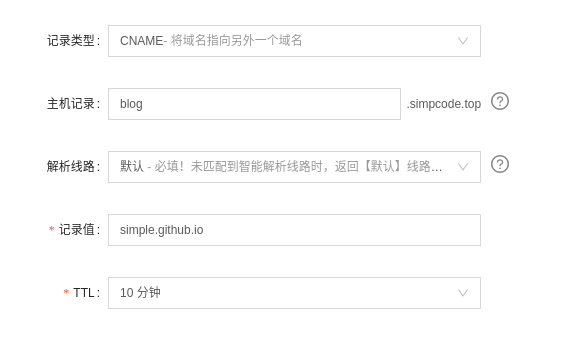 记录类型: CNAME- 将域名指向另外一个域名
主机记录: blog .simpcode.top ?
解析线路: 默认 - 必填！未匹配到智能解析线路时，返回【默认】线路... ?
* 记录值: simple.github.io
* TTL: 10 分钟